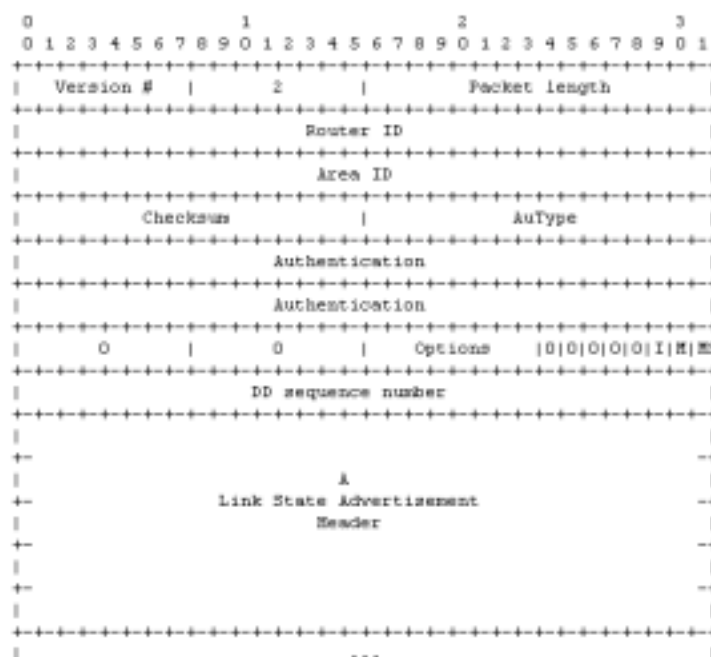 0 1 2 3
0 1 2 3 4 5 6 7 8 9 0 1 2 3 4 5 6 7 8 9 0 1 2 3 4 5 6 7 8 9 0 1
+-+-+-+-+-+-+-+-+-+-+-+-+-+-+-+-+-+-+-+-+-+-+-+-+-+-+-+-+-+-+-+-
| Version # | 2 | Packet length
+-+-+-+-+-+-+-+-+-+-+-+-+-+-+-+-+-+-+-+-+-+-+-+-+-+-+-+-+-+-+-+-
| Router ID
+-+-+-+-+-+-+-+-+-+-+-+-+-+-+-+-+-+-+-+-+-+-+-+-+-+-+-+-+-+-+-+-
| Area ID
+-+-+-+-+-+-+-+-+-+-+-+-+-+-+-+-+-+-+-+-+-+-+-+-+-+-+-+-+-+-+-+-
| Checksum | AuType
+-+-+-+-+-+-+-+-+-+-+-+-+-+-+-+-+-+-+-+-+-+-+-+-+-+-+-+-+-+-+-+-
| Authentication
+-+-+-+-+-+-+-+-+-+-+-+-+-+-+-+-+-+-+-+-+-+-+-+-+-+-+-+-+-+-+-+-
| Authentication
+-+-+-+-+-+-+-+-+-+-+-+-+-+-+-+-+-+-+-+-+-+-+-+-+-+-+-+-+-+-+-+-
| 0 | 0 | Options |0|0|0|0|0|I|M|M
+-+-+-+-+-+-+-+-+-+-+-+-+-+-+-+-+-+-+-+-+-+-+-+-+-+-+-+-+-+-+-+-
| DD sequence number
+-+-+-+-+-+-+-+-+-+-+-+-+-+-+-+-+-+-+-+-+-+-+-+-+-+-+-+-+-+-+-+-
|
+- -
| A
+- Link State Advertisement -
| Header
+- -
|
+- -
|
+-+-+-+-+-+-+-+-+-+-+-+-+-+-+-+-+-+-+-+-+-+-+-+-+-+-+-+-+-+-+-+-
| ...